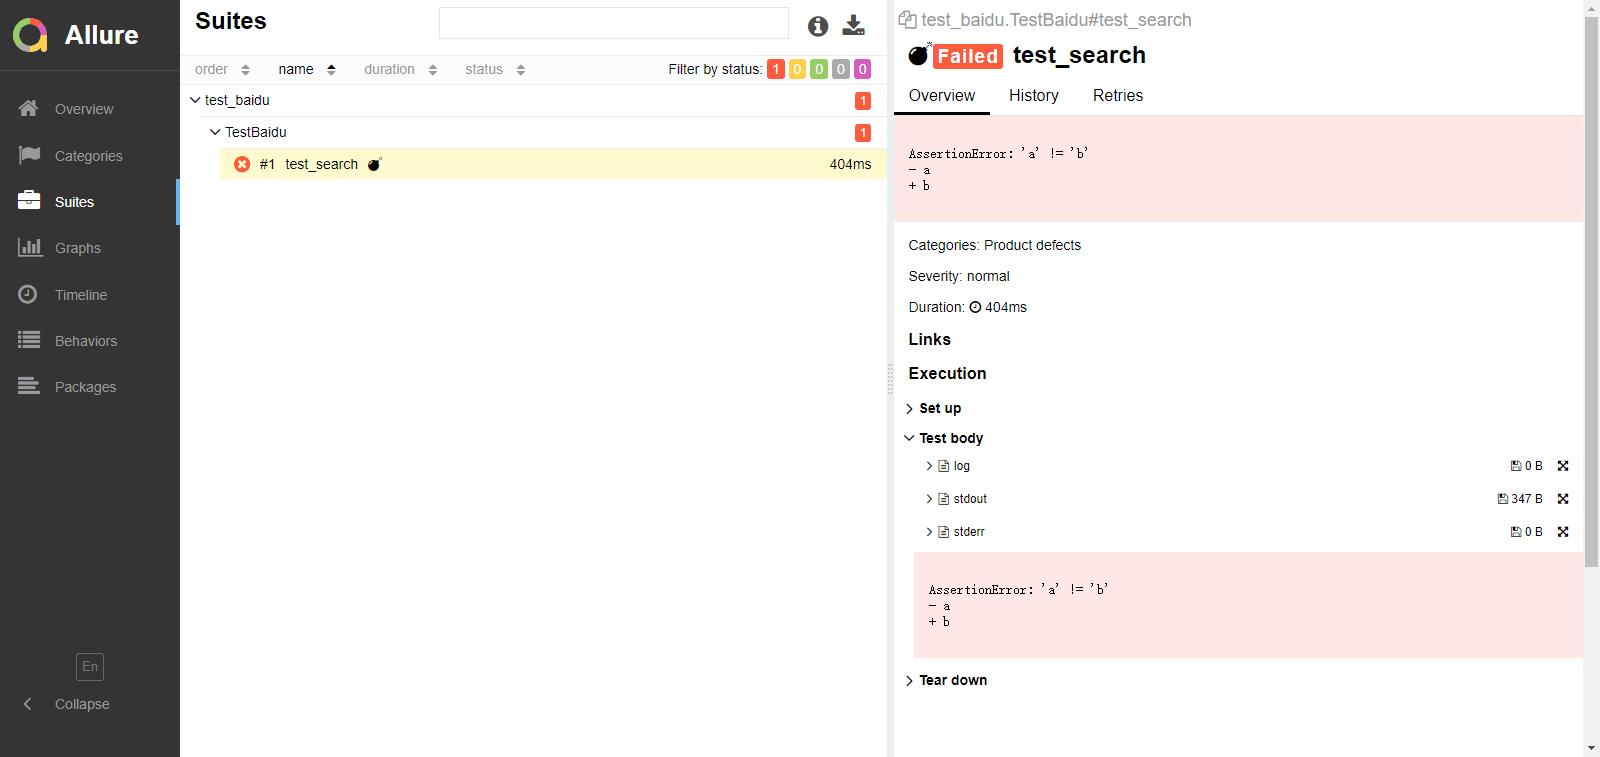 Allure
Overview
Categories
Suites
Graphs
Timeline
Behaviors
Packages
En
Collapse
Suites
order name duration status Filter by status: 1 0 0 0 0
test_baidu 1
TestBaidu 1
#1 test_search 404ms
test_baidu.TestBaidu#test_search
Failed test_search
Overview History Retries
AssertionError: 'a' != 'b'
- a
+ b
Categories: Product defects
Severity: normal
Duration: 404ms
Links
Execution
Set up
Test body
log 0 B
stdout 347 B
stderr 0 B
AssertionError: 'a' != 'b'
- a
+ b
Tear down